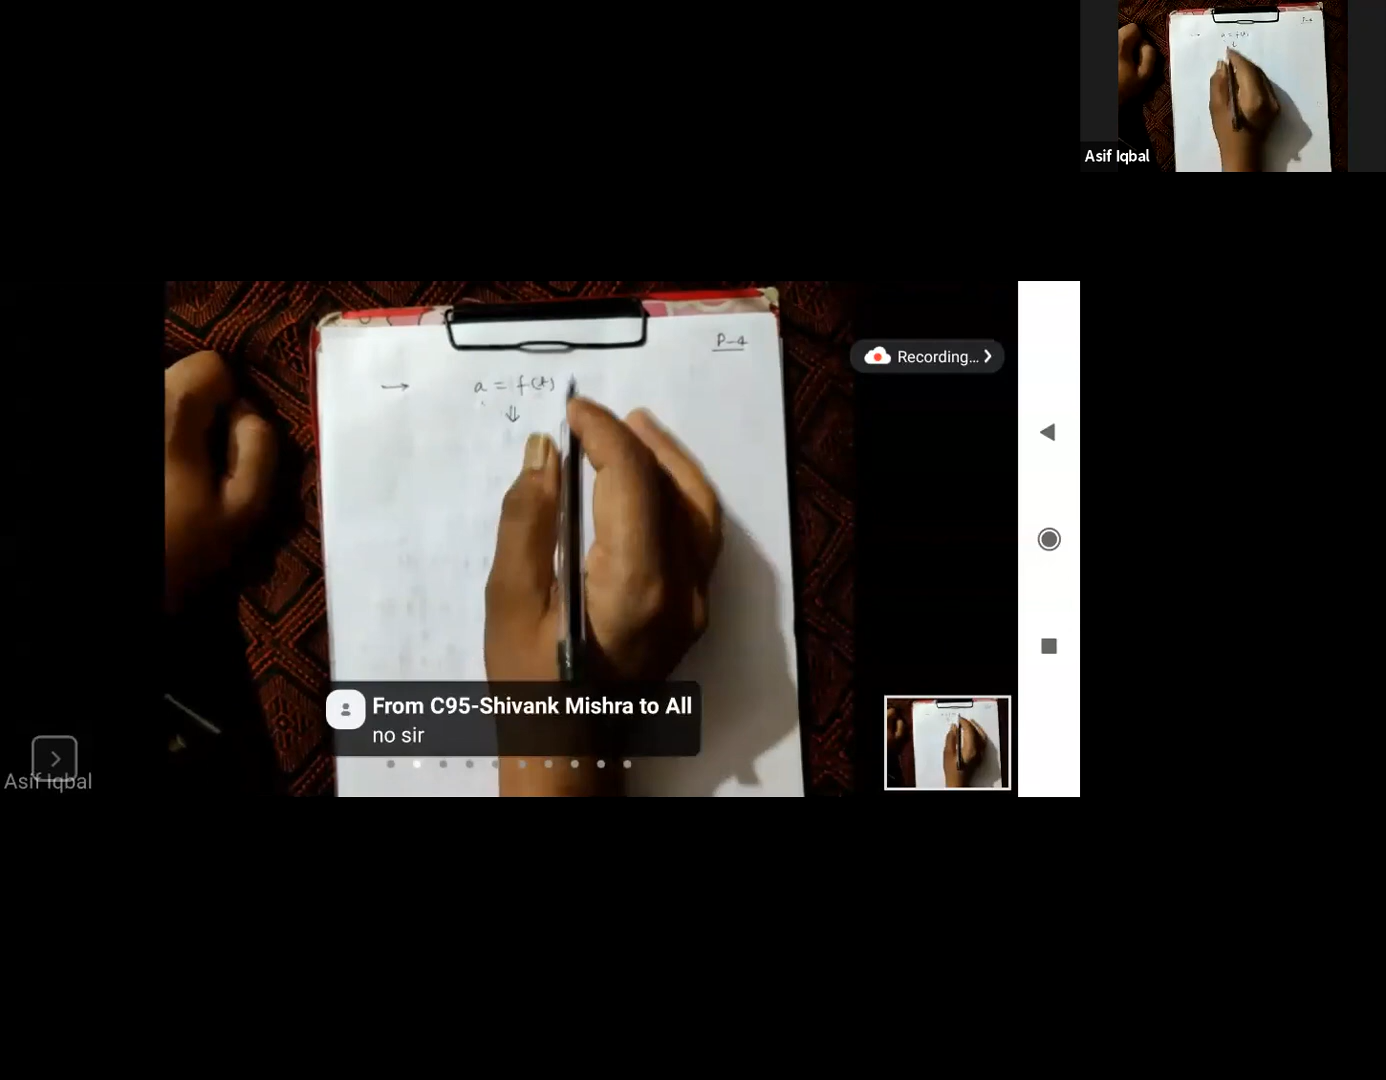 Asif Iqbal
P-4
Recording...
→ a = f(t)
⇓
From C95-Shivank Mishra to All
no sir
Asif Iqbal